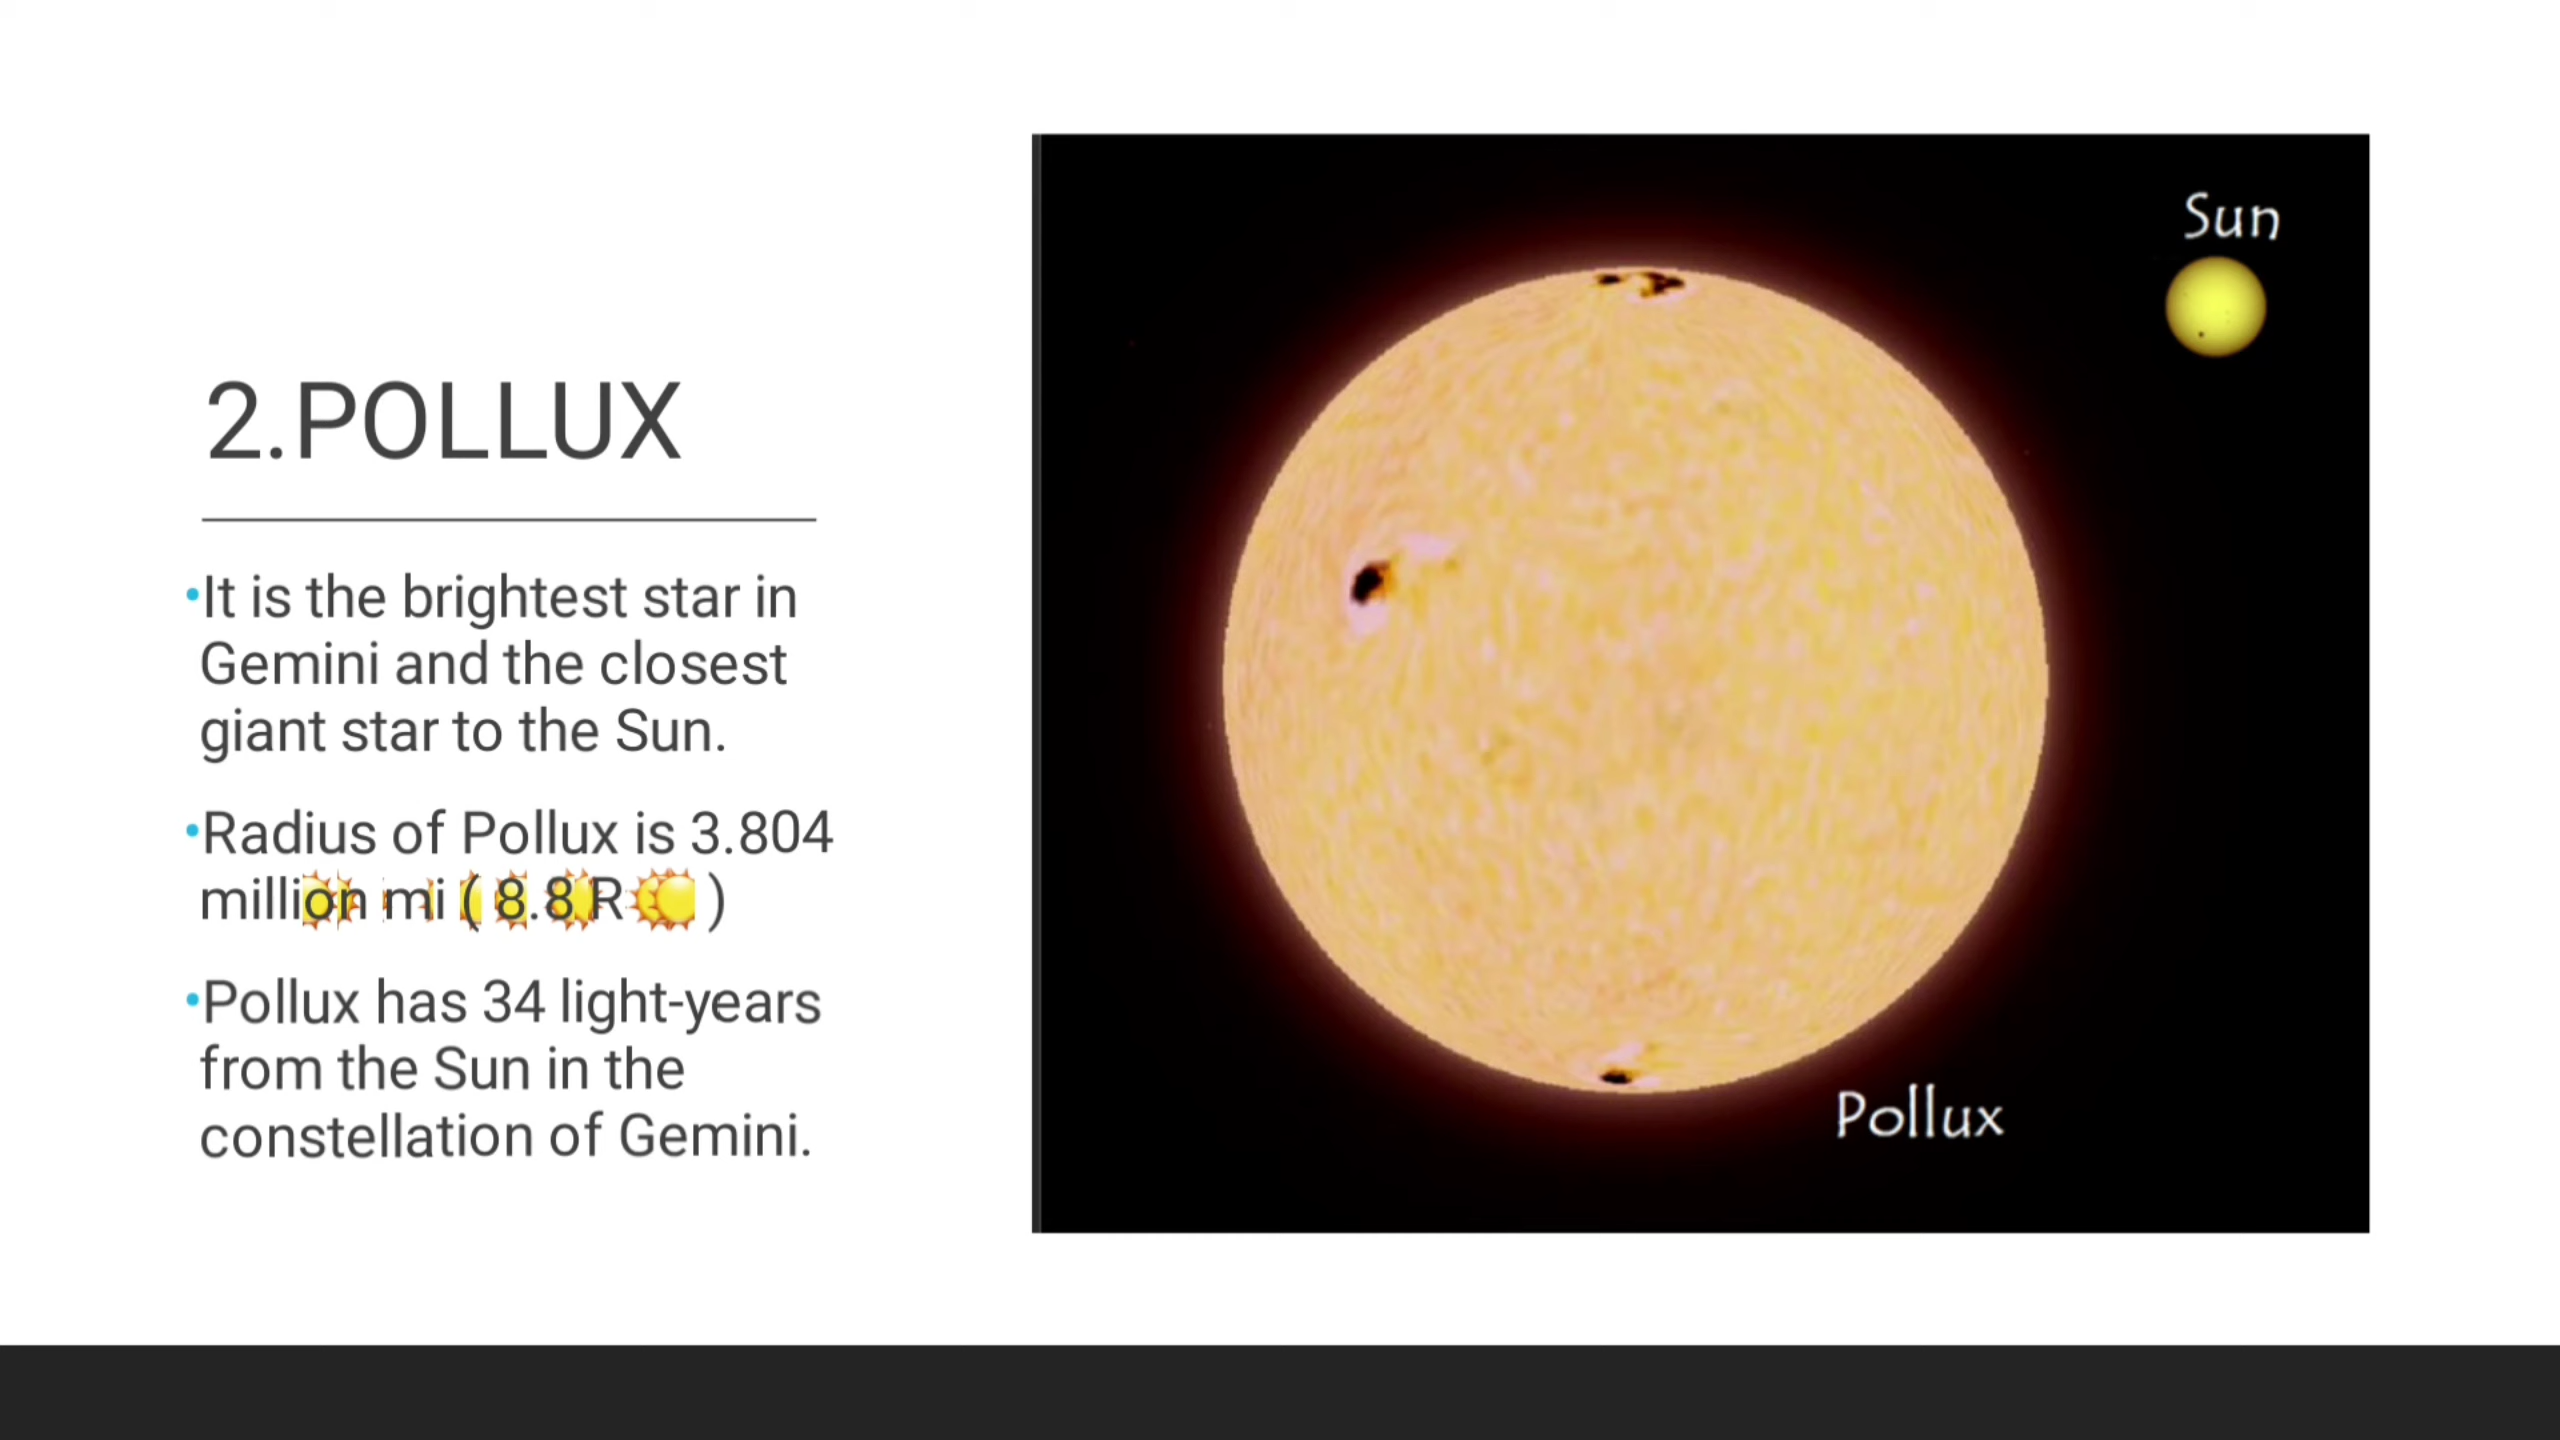 2.POLLUX
•It is the brightest star in
Gemini and the closest
giant star to the Sun.
•Radius of Pollux is 3.804
million mi ( 8.8 R☀️ )
•Pollux has 34 light-years
from the Sun in the
constellation of Gemini.
Sun
Pollux